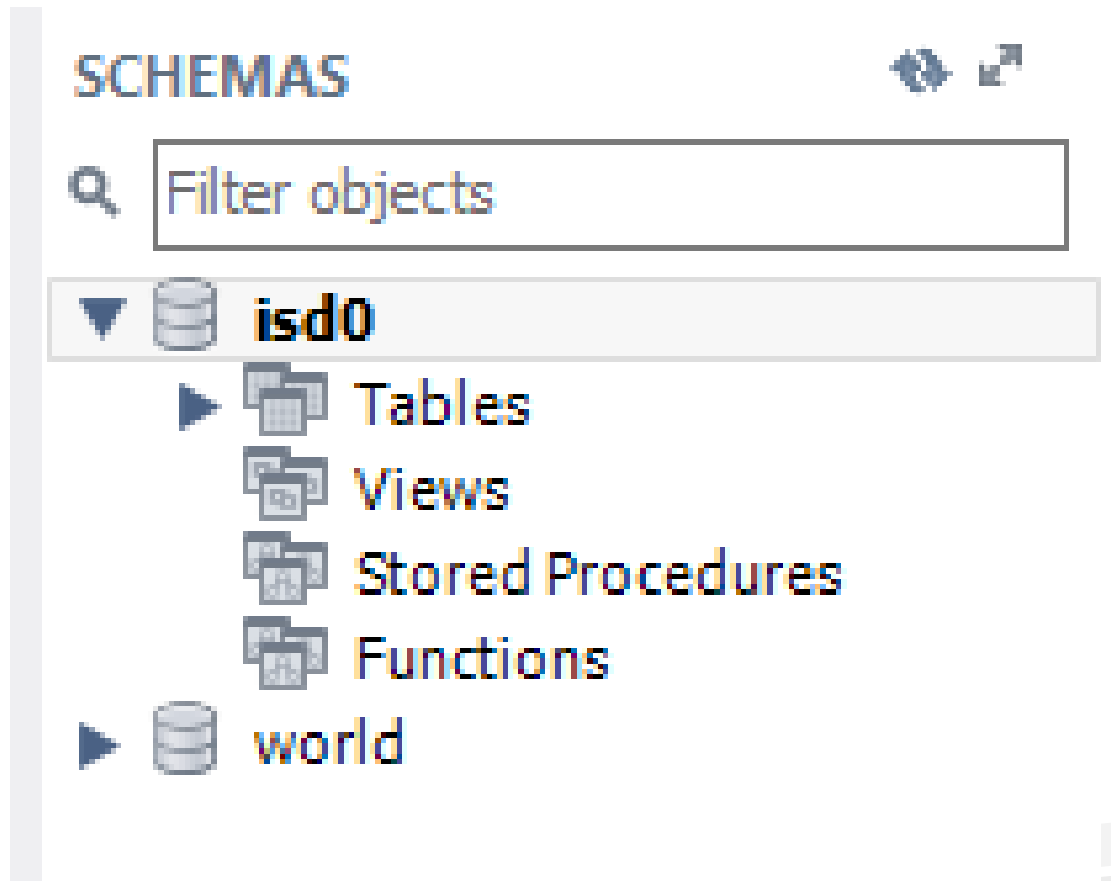 SCHEMAS
Filter objects
isd0
Tables
Views
Stored Procedures
Functions
world